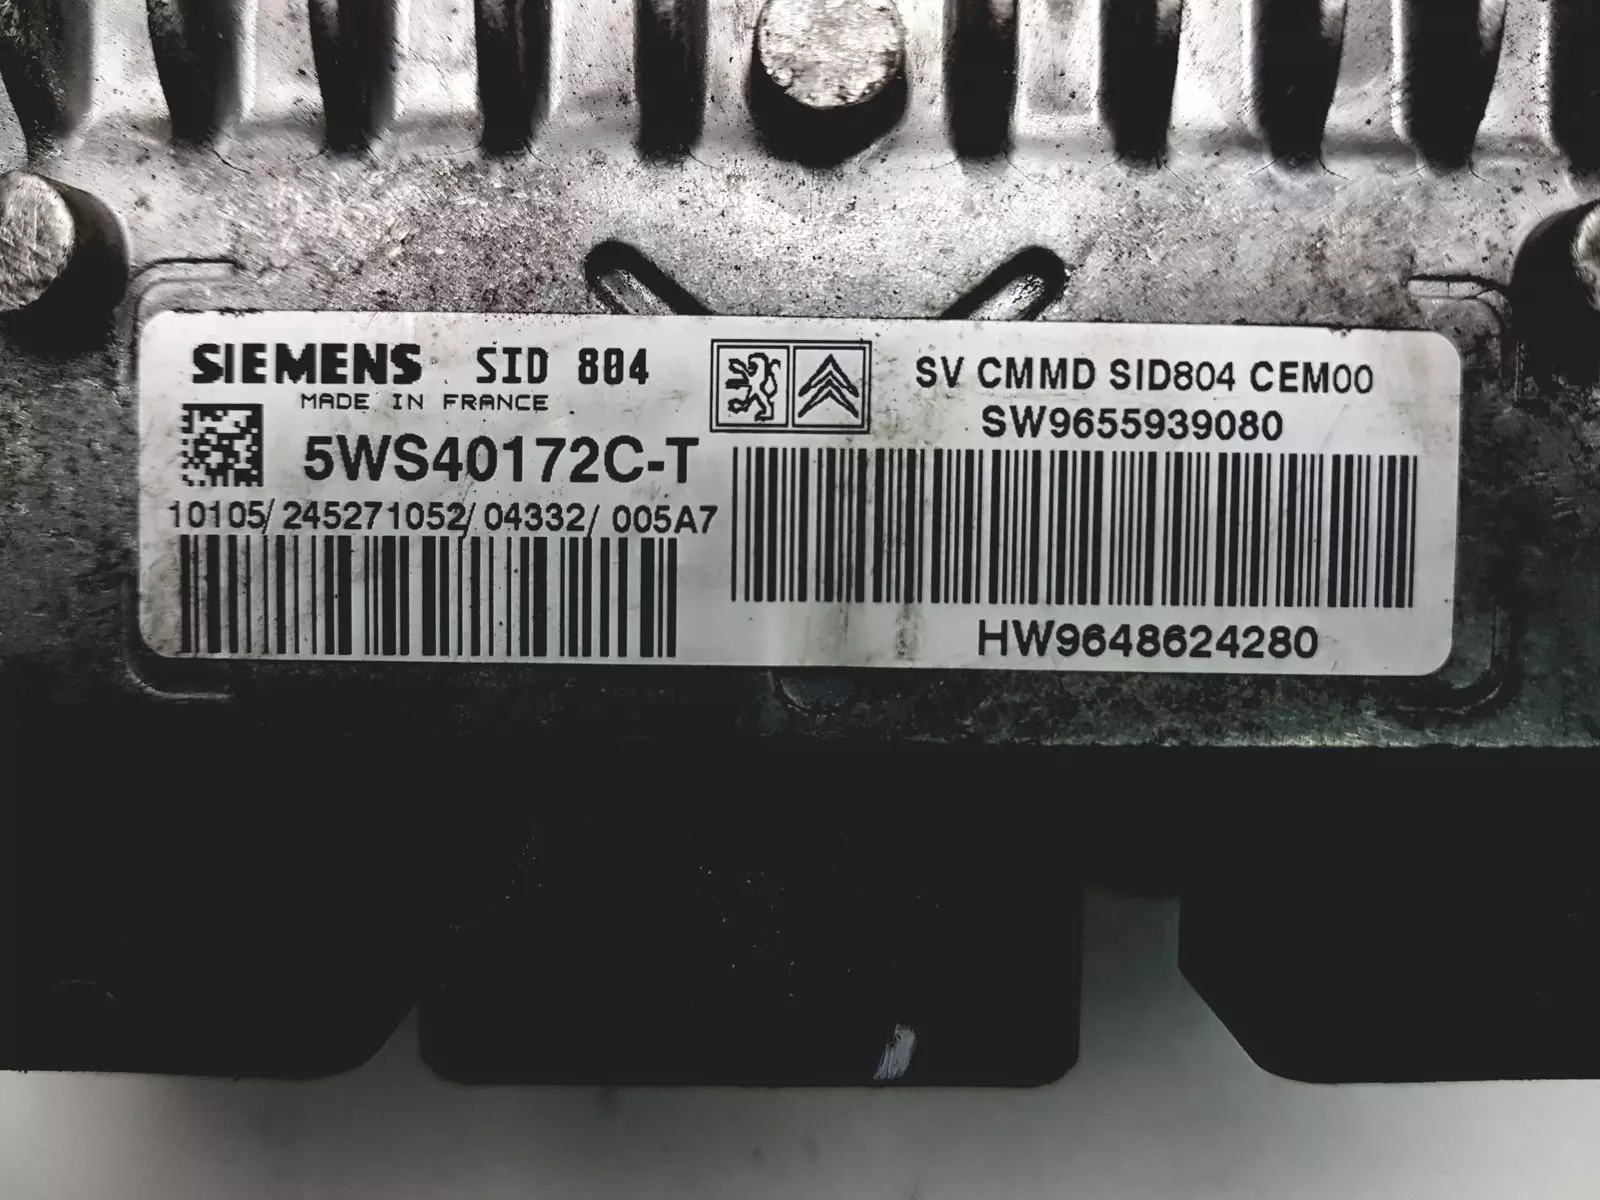 SIEMENS SID 804
MADE IN FRANCE
5WS40172C-T
10105/245271052/04332/005A7
SV CMMD SID804 CEM00
SW9655939080
HW9648624280